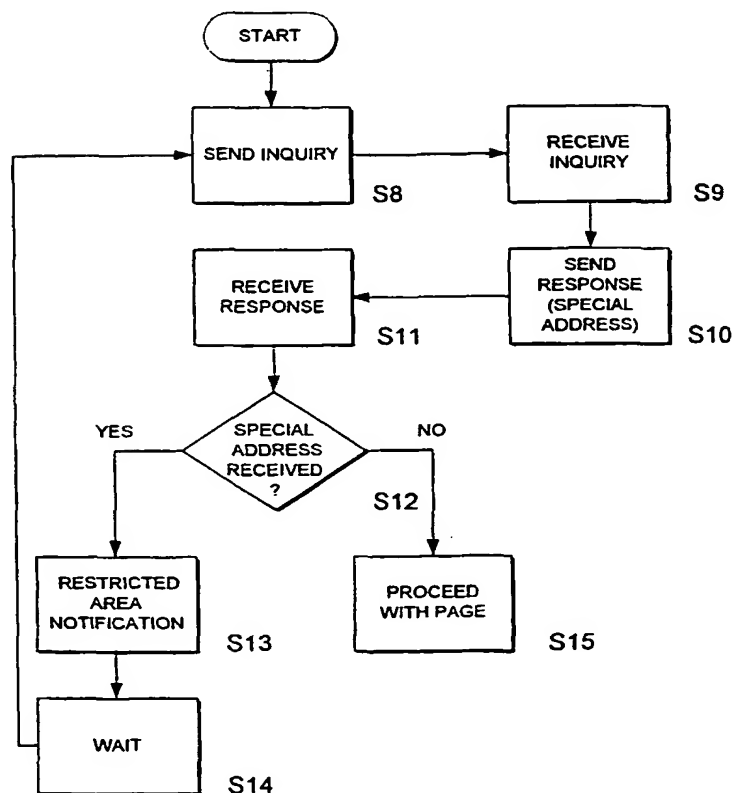 START
SEND INQUIRY
S8
RECEIVE
INQUIRY
S9
RECEIVE
RESPONSE
S11
SEND
RESPONSE
(SPECIAL
ADDRESS)
S10
YES
SPECIAL
ADDRESS
RECEIVED
?
NO
S12
RESTRICTED
AREA
NOTIFICATION
S13
PROCEED
WITH PAGE
S15
WAIT
S14